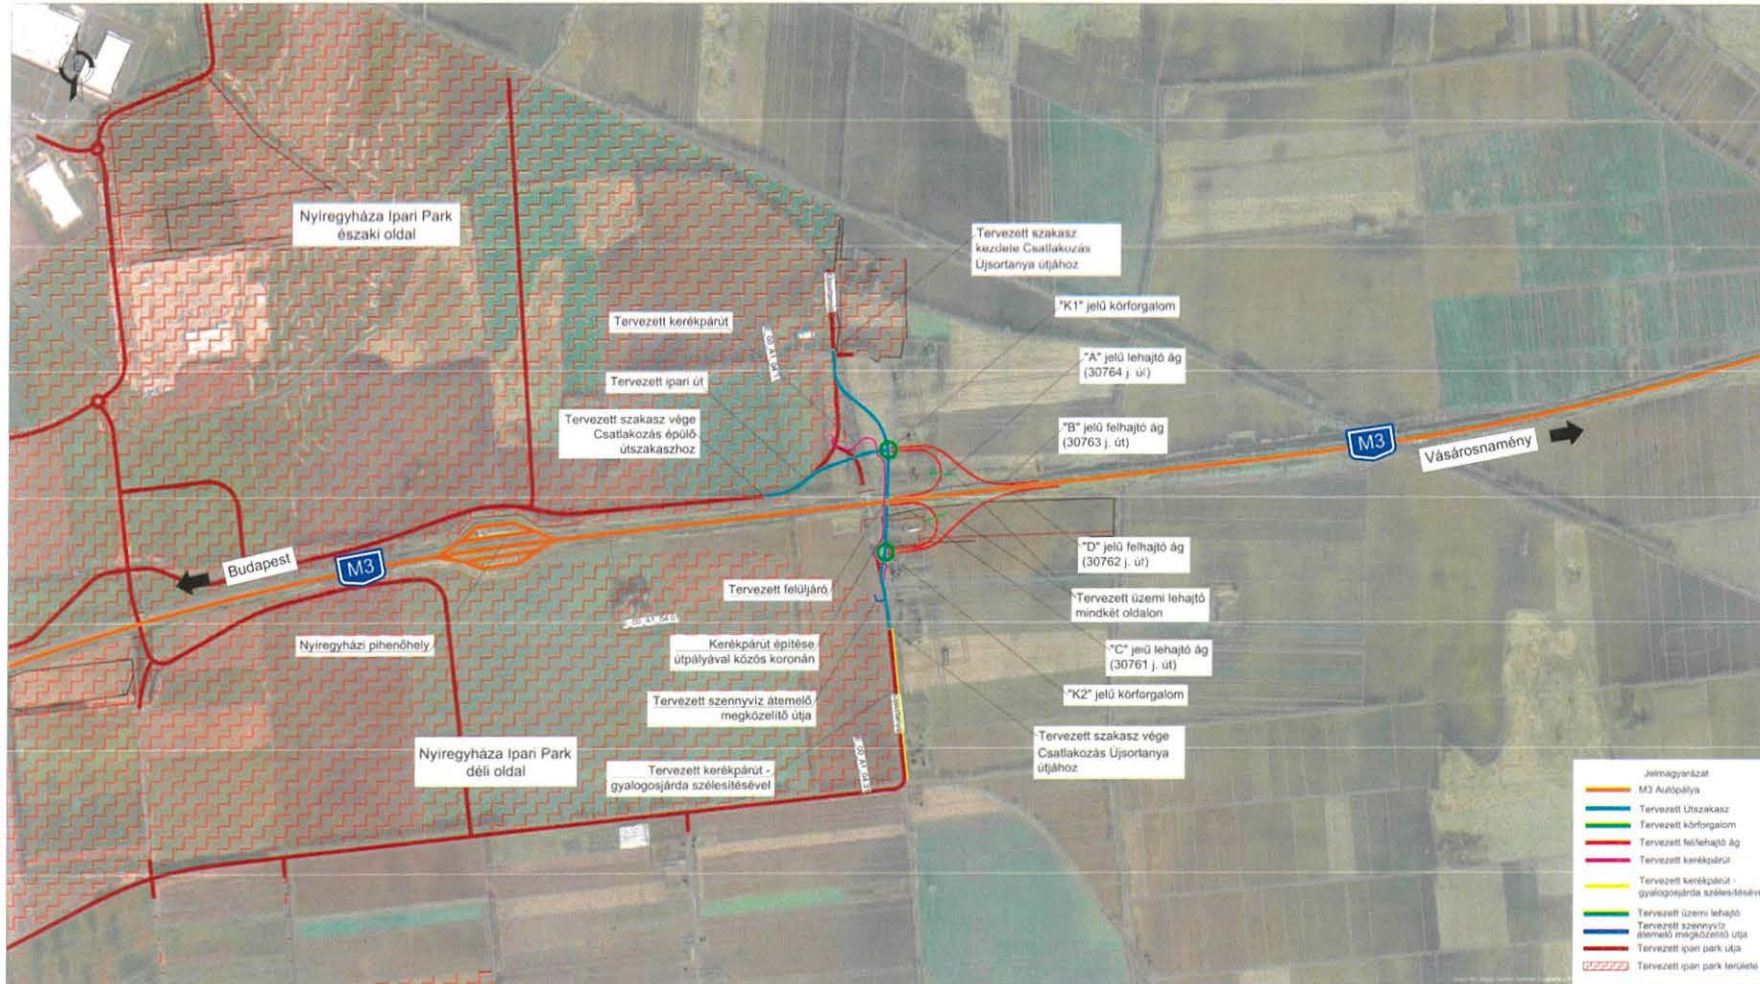 Nyíregyháza Ipari Park
északi oldal
Tervezett szakasz
kezdete Csatlakozás
Újsortanya útjához
Tervezett kerékpárút
"K1" jelű körforgalom
Tervezett ipari út
"A" jelű lehajtó ág
(30764 j. út)
Tervezett szakasz vége
Csatlakozás épülő
útszakaszhoz
"B" jelű felhajtó ág
(30763 j. út)
M3
Vásárosnamény
Budapest
M3
"D" jelű felhajtó ág
(30762 j. út)
Tervezett felüljáró
Tervezett üzemi lehajtó
mindkét oldalon
Nyíregyházi pihenőhely
Kerékpárút építése
útpályával közös koronán
"C" jelű lehajtó ág
(30761 j. út)
Tervezett szennyvíz átemelő
megközelítő útja
"K2" jelű körforgalom
Nyíregyháza Ipari Park
déli oldal
Tervezett szakasz vége
Csatlakozás Újsortanya
útjához
Tervezett kerékpárút -
gyalogosjárda szélesítésével
Jelmagyarázat
M3 Autópálya
Tervezett Útszakasz
Tervezett körforgalom
Tervezett fel/lehajtó ág
Tervezett kerékpárút
Tervezett kerékpárút -
gyalogosjárda szélesítésével
Tervezett üzemi lehajtó
Tervezett szennyvíz
átemelő megközelítő útja
Tervezett ipari park útja
Tervezett ipari park területe